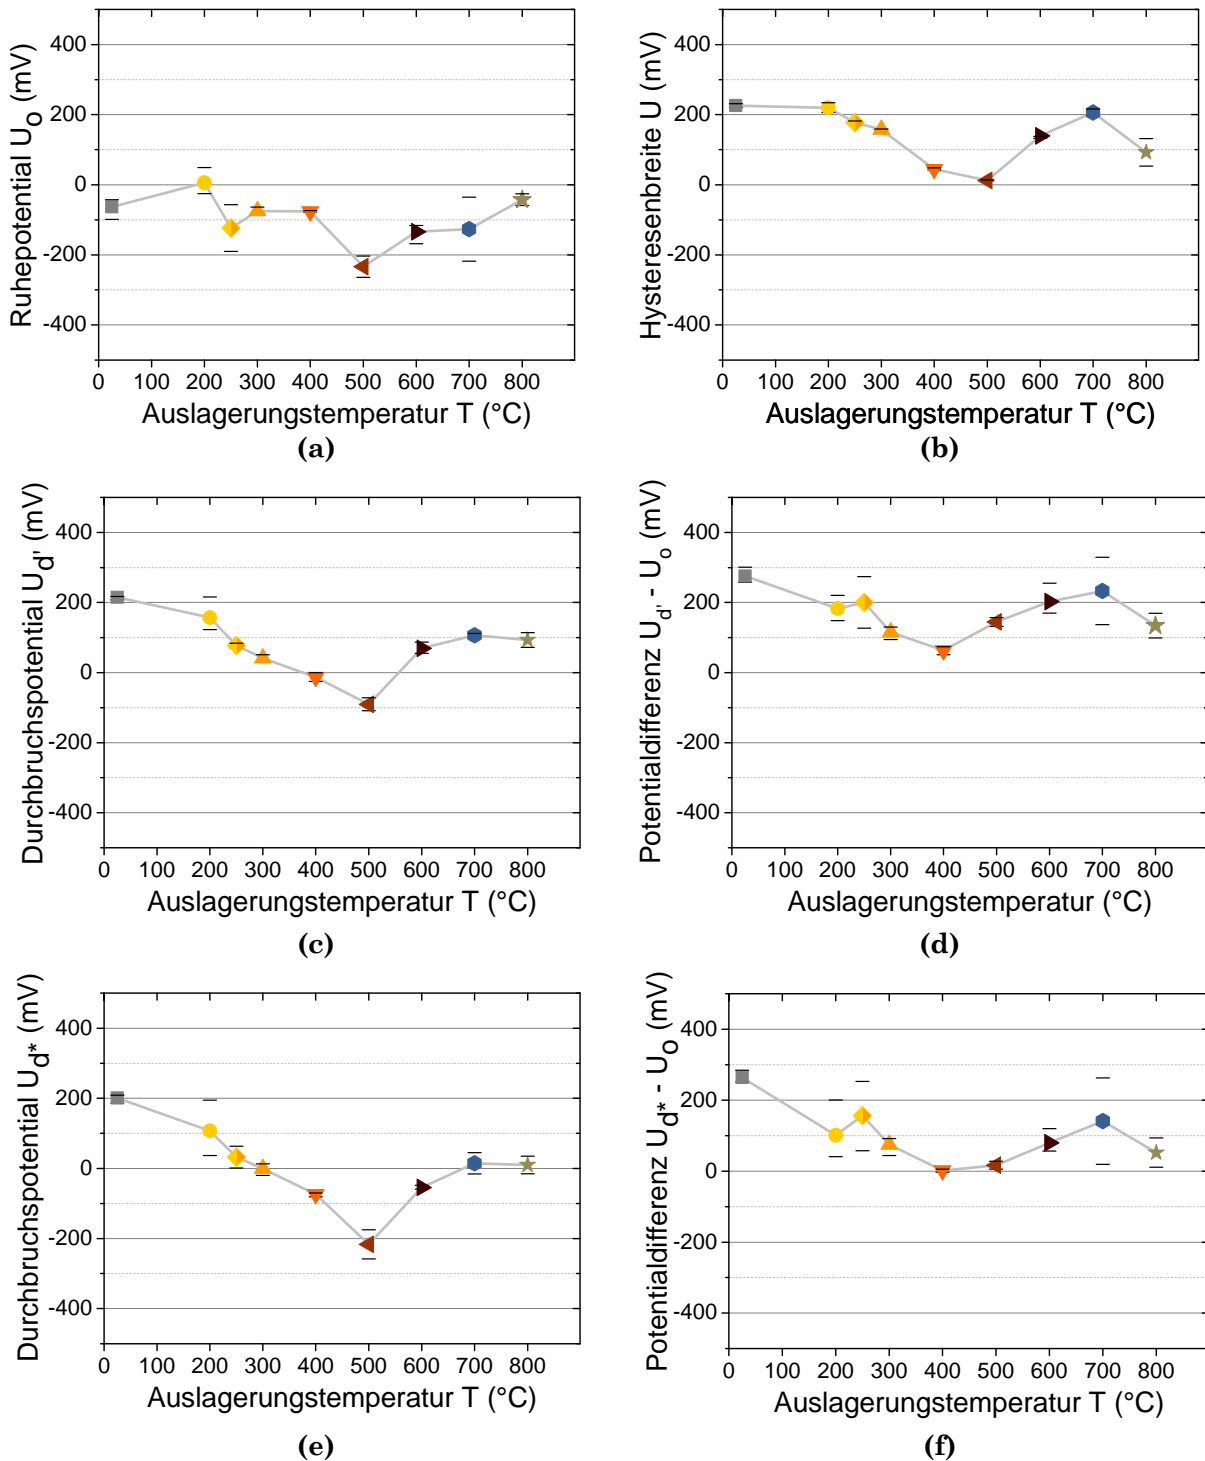 Ruhepotential U₀ (mV)
400
200
0
-200
-400
0 100 200 300 400 500 600 700 800
Auslagerungstemperatur T (°C)
(a)
Hysteresenbreite U (mV)
400
200
0
-200
-400
0 100 200 300 400 500 600 700 800
Auslagerungstemperatur T (°C)
(b)
Durchbruchspotential U_d' (mV)
400
200
0
-200
-400
0 100 200 300 400 500 600 700 800
Auslagerungstemperatur T (°C)
(c)
Potentialdifferenz U_d' - U_o (mV)
400
200
0
-200
-400
0 100 200 300 400 500 600 700 800
Auslagerungstemperatur (°C)
(d)
Durchbruchspotential U_d* (mV)
400
200
0
-200
-400
0 100 200 300 400 500 600 700 800
Auslagerungstemperatur T (°C)
(e)
Potentialdifferenz U_d* - U_0 (mV)
400
200
0
-200
-400
0 100 200 300 400 500 600 700 800
Auslagerungstemperatur T (°C)
(f)